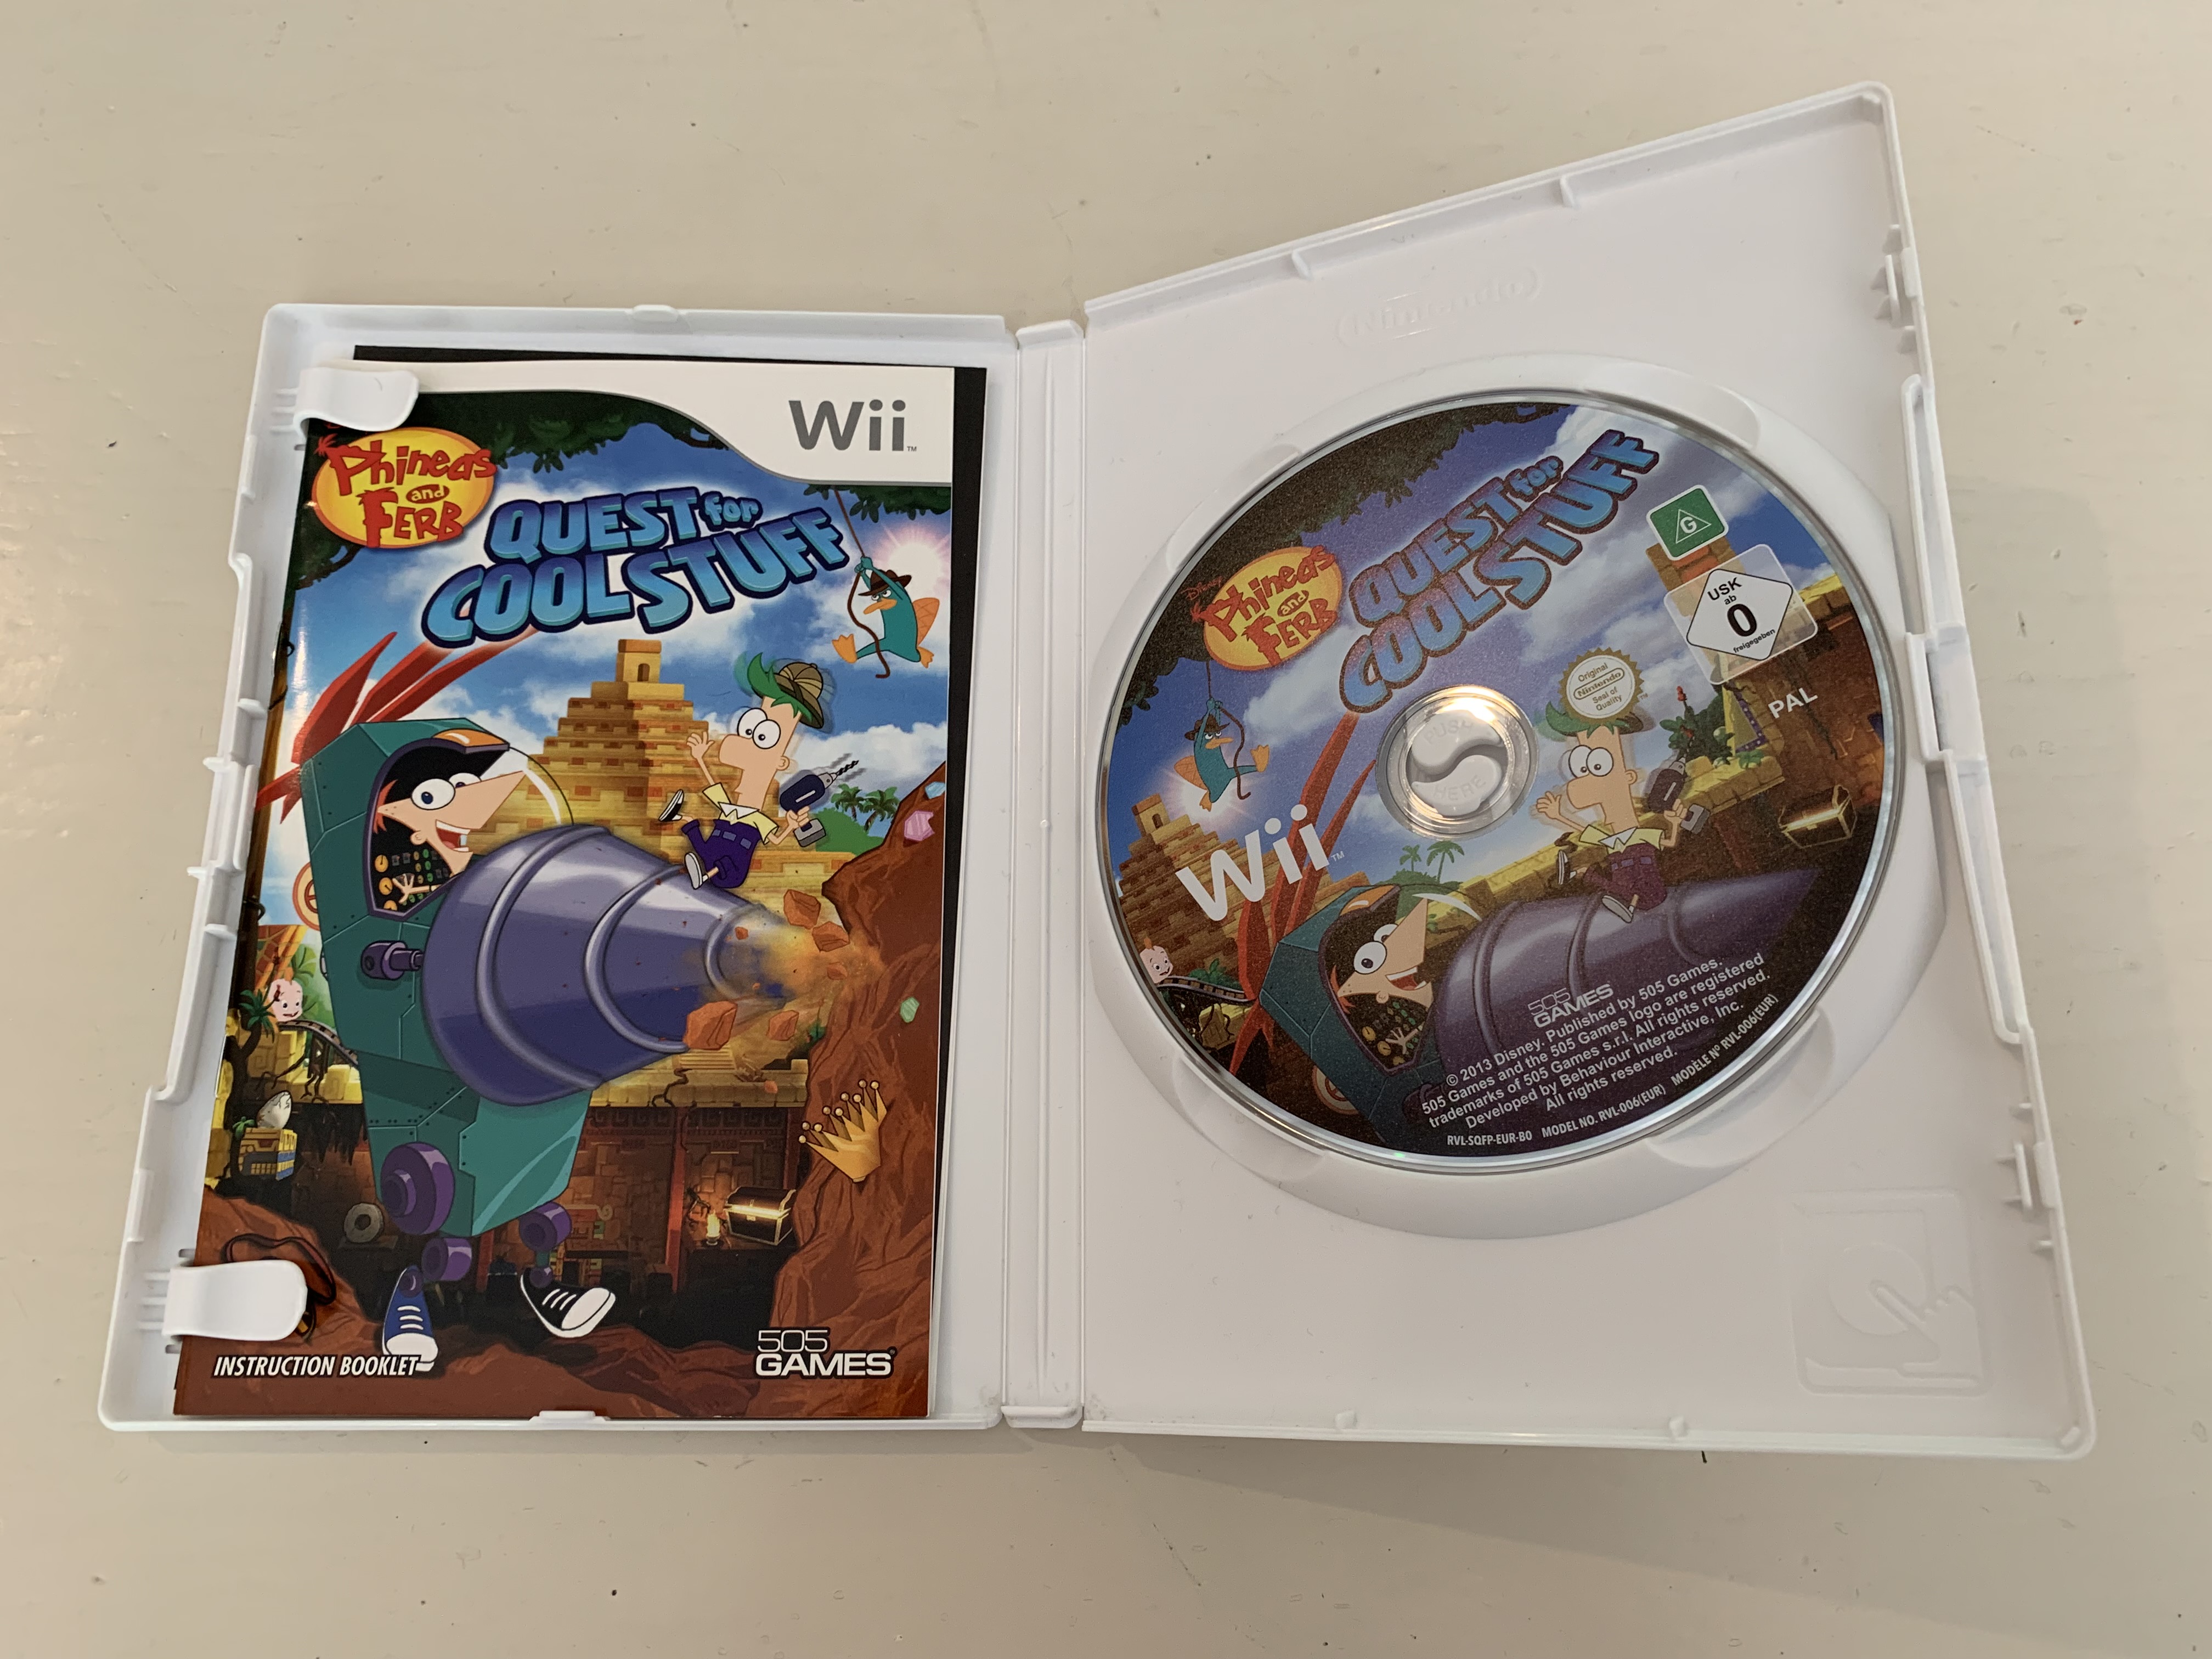 Wii™
Phineas
and
FERB
QUEST for
COOL STUFF
INSTRUCTION BOOKLET
505
GAMES
Nintendo
Disney
Phineas
and
FERB
QUEST for
COOL STUFF
G
USK
ab
0
freigegeben
Original
Nintendo
Seal of
Quality
PAL
PUSH
HERE
Wii™
505
GAMES
© 2013 Disney. Published by 505 Games.
505 Games and the 505 Games logo are registered
trademarks of 505 Games s.r.l. All rights reserved.
Developed by Behaviour Interactive, Inc.
All rights reserved.
RVL-SQFP-EUR-B0 MODEL NO. RVL-006(EUR) MODÈLE Nº RVL-006(EUR)